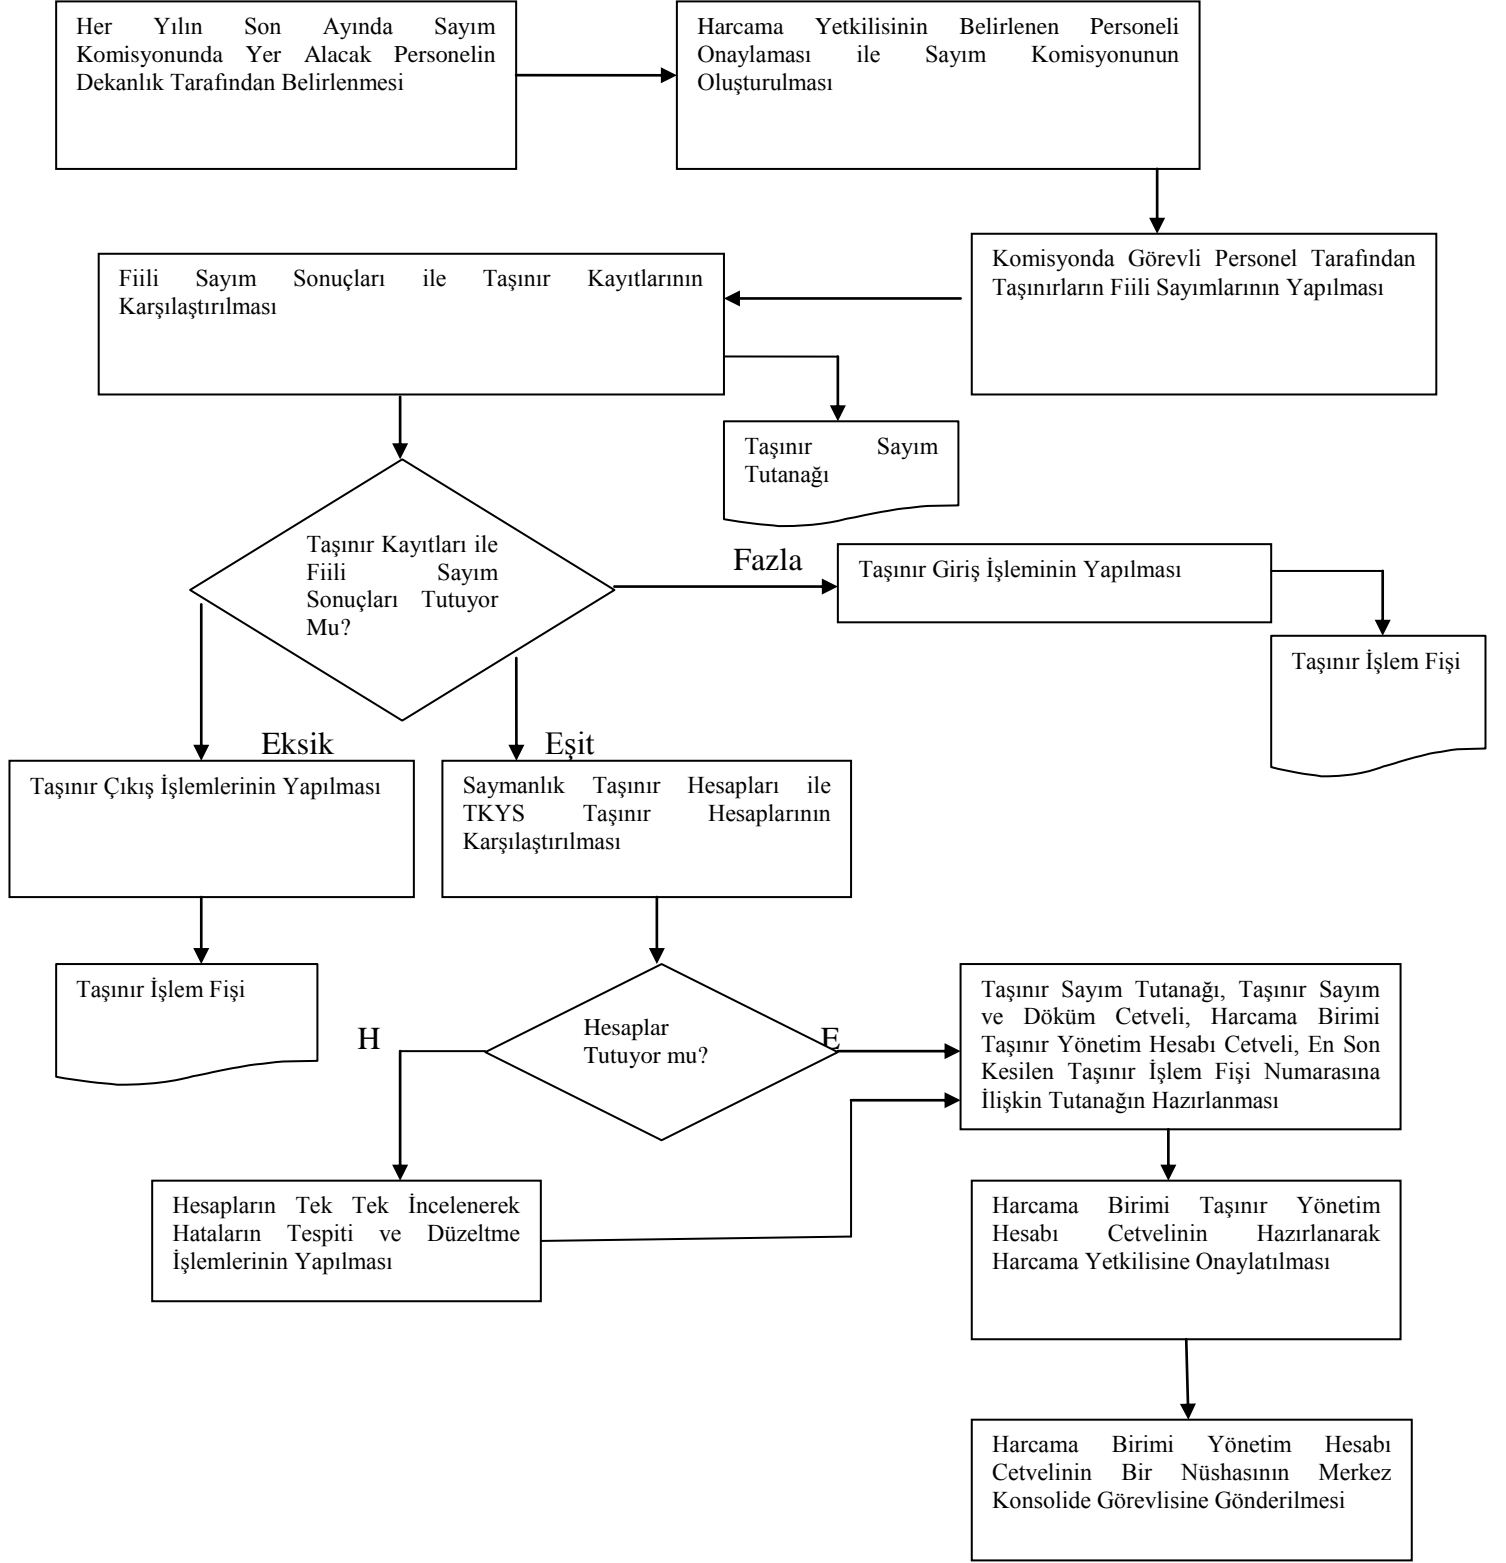 Her Yılın Son Ayında Sayım
Komisyonunda Yer Alacak Personelin
Dekanlık Tarafından Belirlenmesi
Harcama Yetkilisinin Belirlenen Personeli
Onaylaması ile Sayım Komisyonunun
Oluşturulması
Komisyonda Görevli Personel Tarafından
Taşınırların Fiili Sayımlarının Yapılması
Fiili Sayım Sonuçları ile Taşınır Kayıtlarının
Karşılaştırılması
Taşınır Sayım
Tutanağı
Taşınır Kayıtları ile
Fiili Sayım
Sonuçları Tutuyor
Mu?
Fazla
Taşınır Giriş İşleminin Yapılması
Taşınır İşlem Fişi
Eksik
Eşit
Taşınır Çıkış İşlemlerinin Yapılması
Saymanlık Taşınır Hesapları ile
TKYS Taşınır Hesaplarının
Karşılaştırılması
Taşınır İşlem Fişi
Hesaplar
Tutuyor mu?
H
E
Taşınır Sayım Tutanağı, Taşınır Sayım
ve Döküm Cetveli, Harcama Birimi
Taşınır Yönetim Hesabı Cetveli, En Son
Kesilen Taşınır İşlem Fişi Numarasına
İlişkin Tutanağın Hazırlanması
Hesapların Tek Tek İncelenerek
Hataların Tespiti ve Düzeltme
İşlemlerinin Yapılması
Harcama Birimi Taşınır Yönetim
Hesabı Cetvelinin Hazırlanarak
Harcama Yetkilisine Onaylatılması
Harcama Birimi Yönetim Hesabı
Cetvelinin Bir Nüshasının Merkez
Konsolide Görevlisine Gönderilmesi